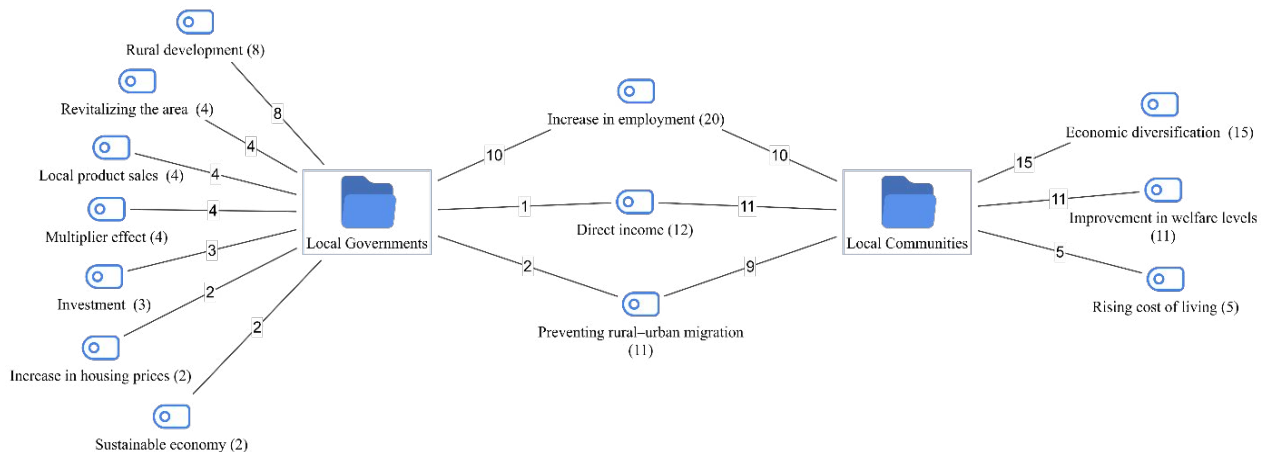 Rural development (8)
Revitalizing the area (4)
Local product sales (4)
Multiplier effect (4)
Investment (3)
Increase in housing prices (2)
Sustainable economy (2)
8
4
4
4
3
2
2
Local Governments
10
1
2
Increase in employment (20)
Direct income (12)
Preventing rural–urban migration
(11)
10
11
9
Local Communities
15
11
5
Economic diversification (15)
Improvement in welfare levels
(11)
Rising cost of living (5)